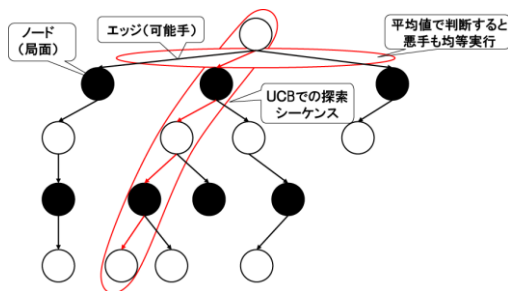 ノード
(局面)
エッジ(可能手)
平均値で判断すると
悪手も均等実行
UCBでの探索
シーケンス